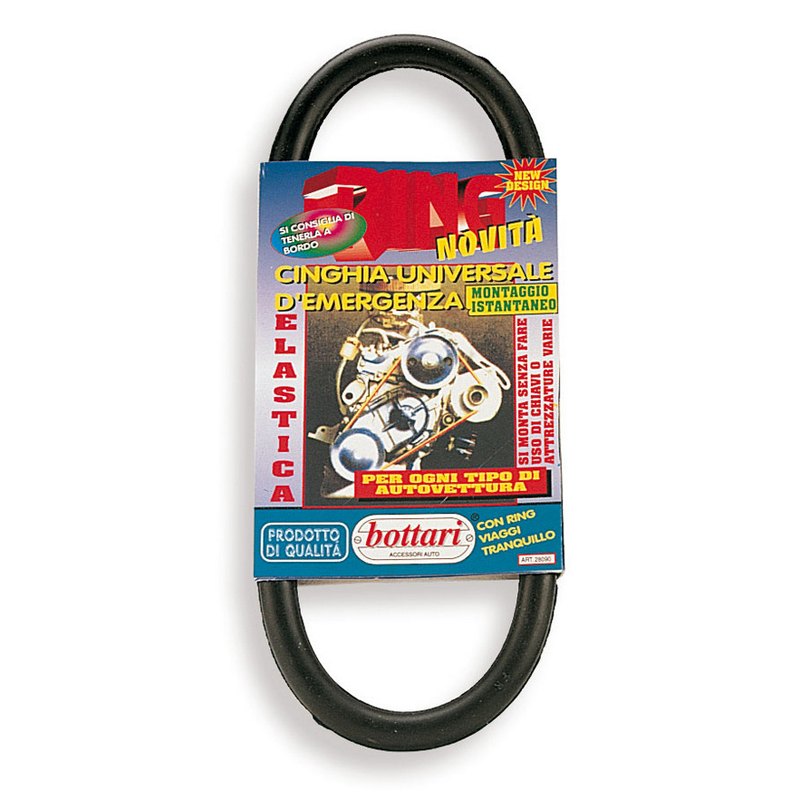 RING
NEW
DESIGN
SI CONSIGLIA DI
TENERLA A
BORDO
NOVITÀ
CINGHIA UNIVERSALE
D'EMERGENZA
MONTAGGIO
ISTANTANEO
ELASTICA
SI MONTA SENZA FARE
USO DI CHIAVI O
ATTREZZATURE VARIE
PER OGNI TIPO DI
AUTOVETTURA
PRODOTTO
DI QUALITÀ
bottari®
ACCESSORI AUTO
CON RING
VIAGGI
TRANQUILLO
ART. 28090